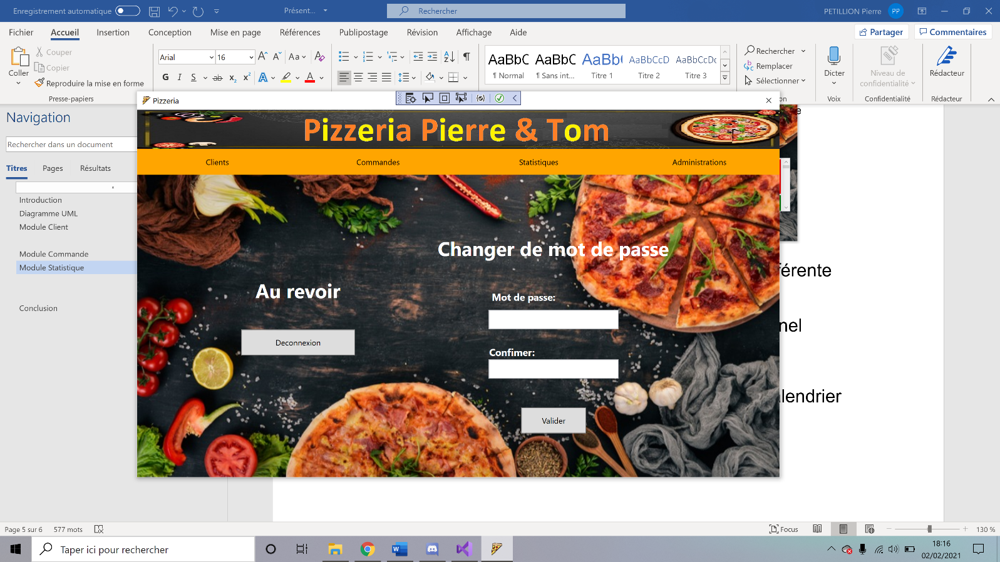 Enregistrement automatique
Présent...
Rechercher
PETILLION Pierre
PP
Fichier
Accueil
Insertion
Conception
Mise en page
Références
Publipostage
Révision
Affichage
Aide
Partager
Commentaires
Coller
Couper
Copier
Reproduire la mise en forme
Presse-papiers
Arial
16
Aa
G I S ab x₂ x²
AaBbC
¶ Normal
AaBbC
¶ Sans int...
AaBb
Titre 1
AaBbCcD
Titre 2
AaBbCcD
Titre 3
Rechercher
Remplacer
Sélectionner
Dicter
Voix
Niveau de
confidentialité
Confidentialité
Rédacteur
Rédacteur
Navigation
Rechercher dans un document
Titres
Pages
Résultats
Introduction
Diagramme UML
Module Client
Module Commande
Module Statistique
Conclusion
Pizzeria
Pizzeria Pierre & Tom
Clients
Commandes
Statistiques
Administrations
Changer de mot de passe
Au revoir
Mot de passe:
Deconnexion
Confimer:
Valider
férente
nel
lendrier
Page 5 sur 6
577 mots
Focus
130 %
Taper ici pour rechercher
18:16
02/02/2021